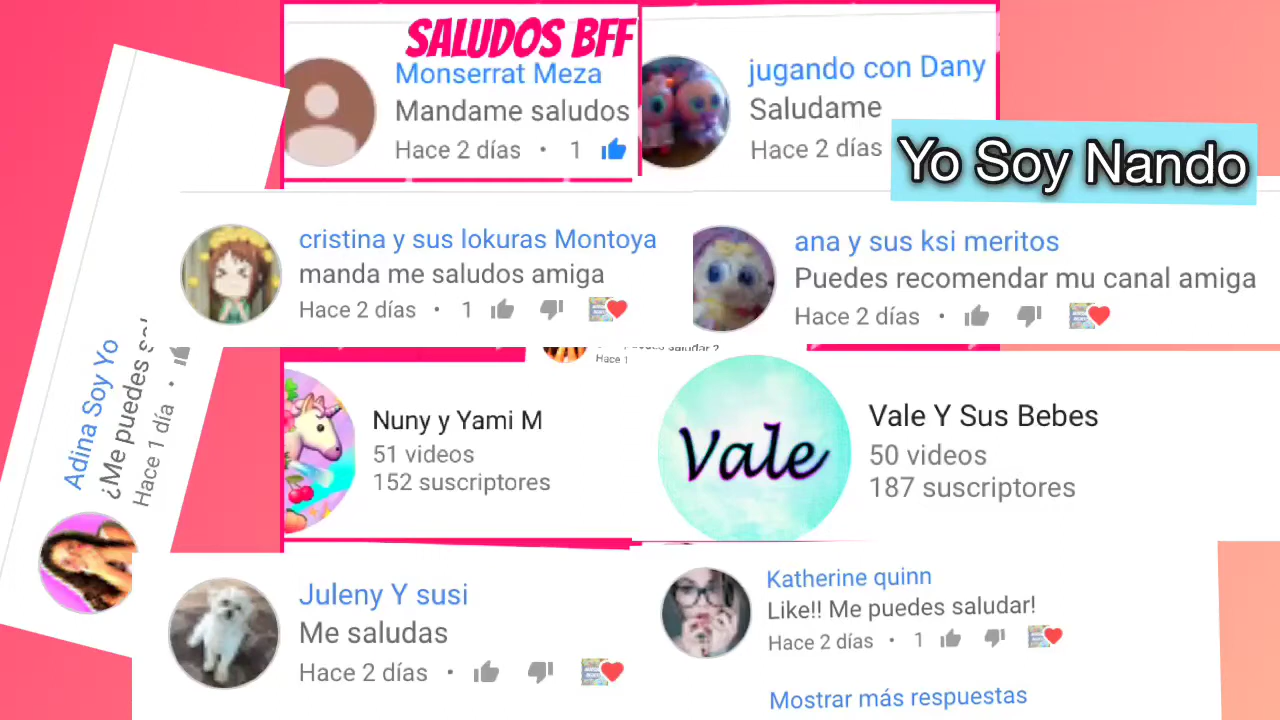 SALUDOS BFF
Monserrat Meza
Mandame saludos
Hace 2 días • 1
jugando con Dany
Saludame
Hace 2 días
Yo Soy Nando
cristina y sus lokuras Montoya
manda me saludos amiga
Hace 2 días • 1
ana y sus ksi meritos
Puedes recomendar mu canal amiga
Hace 2 días •
Adina Soy Yo
¿Me puedes
Hace 1 día •
saludar ?
Hace 1
Nuny y Yami M
51 videos
152 suscriptores
Vale
Vale Y Sus Bebes
50 videos
187 suscriptores
Juleny Y susi
Me saludas
Hace 2 días •
Katherine quinn
Like!! Me puedes saludar!
Hace 2 días • 1
Mostrar más respuestas